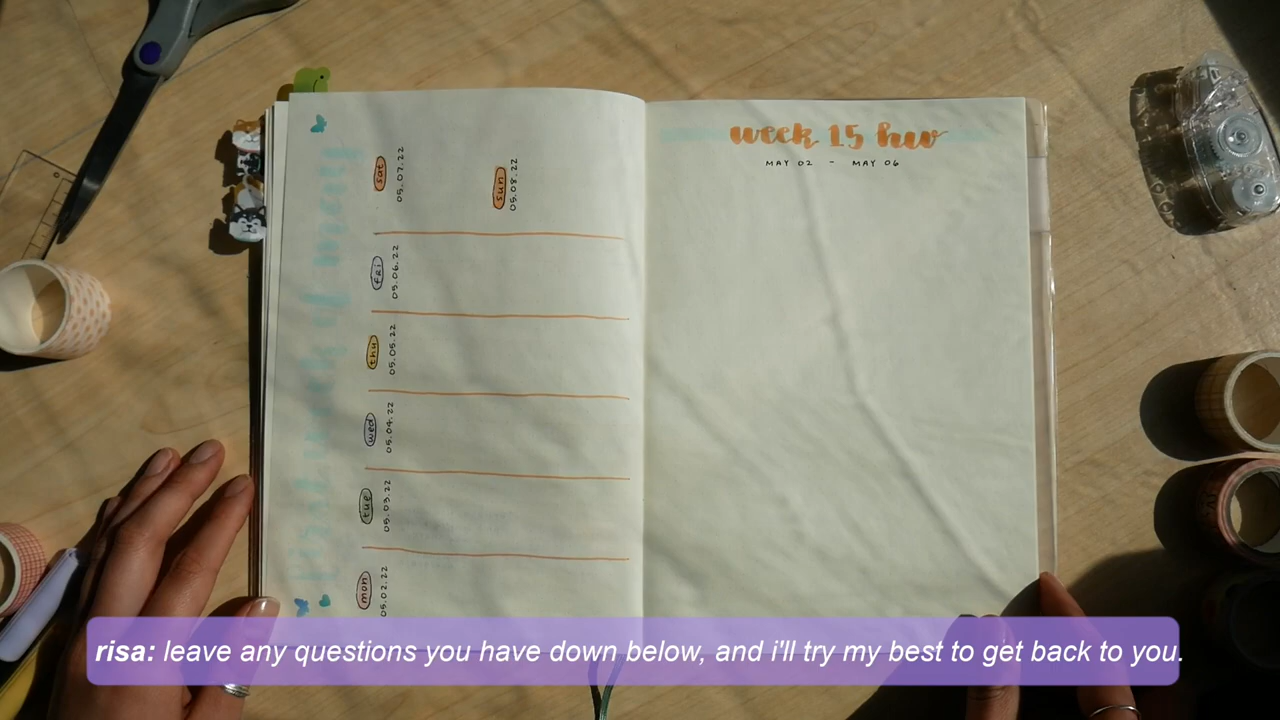 mon
05.02.22
tue
05.03.22
wed
05.04.22
thu
05.05.22
fri
05.06.22
sat
05.07.22
sun
05.08.22
week 15 hw
MAY 02 - MAY 06
risa: leave any questions you have down below, and i'll try my best to get back to you.